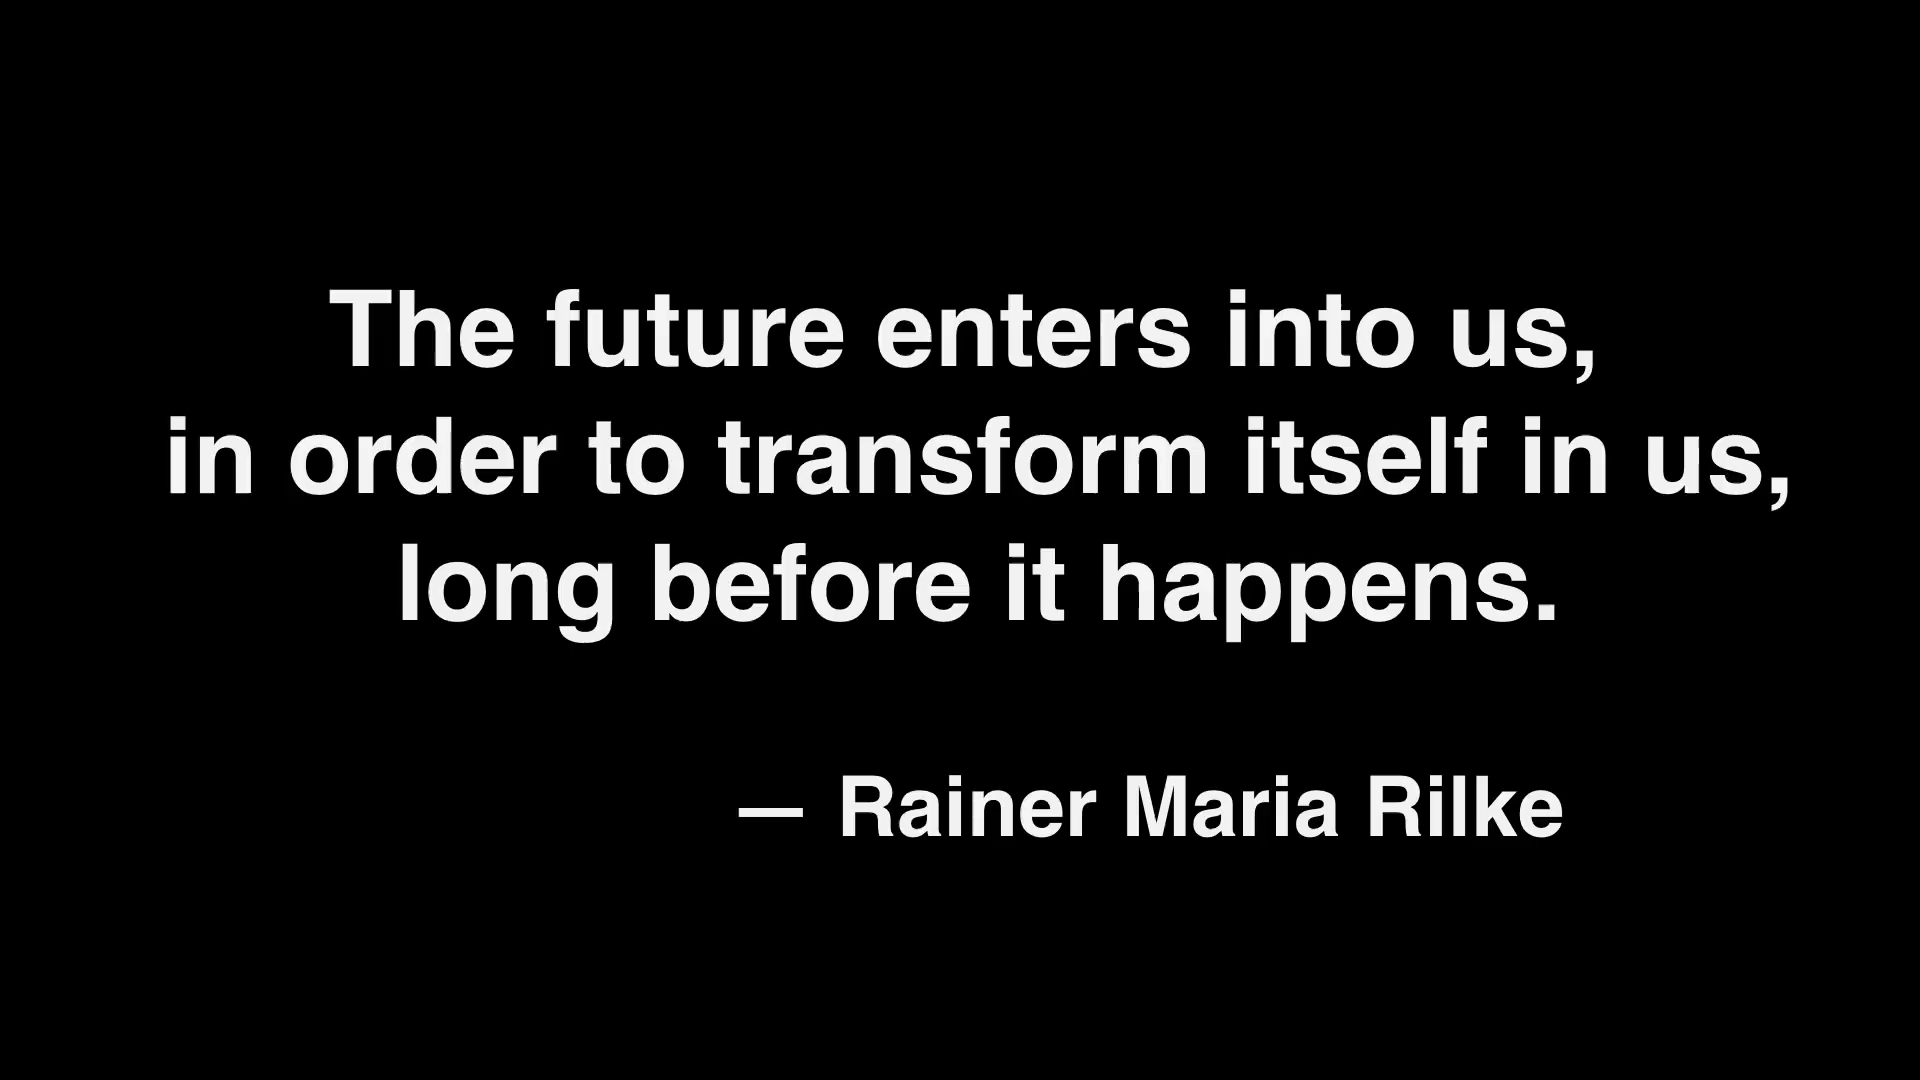 The future enters into us,
in order to transform itself in us,
long before it happens.
— Rainer Maria Rilke